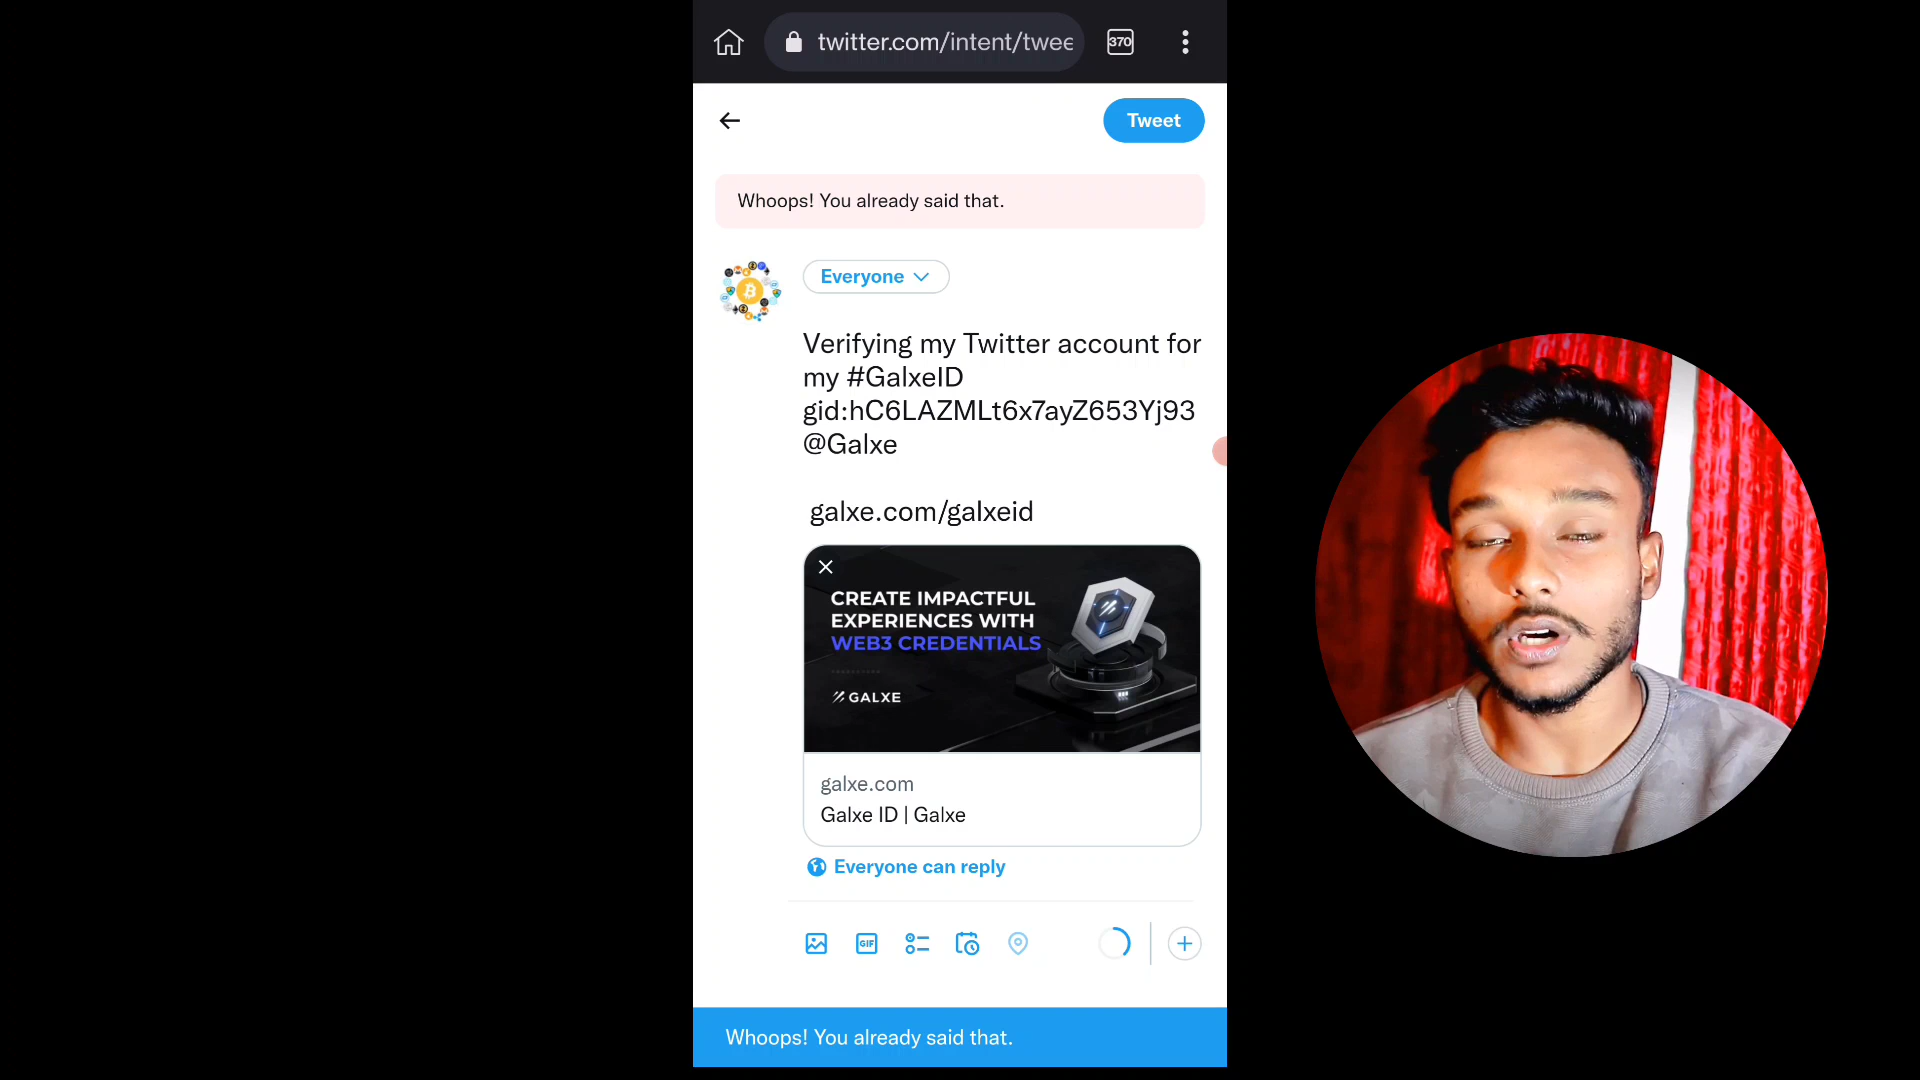 twitter.com/intent/twee
370
Tweet
Whoops! You already said that.
Everyone
Verifying my Twitter account for
my #GalxeID
gid:hC6LAZMLt6x7ayZ653Yj93
@Galxe
galxe.com/galxeid
CREATE IMPACTFUL
EXPERIENCES WITH
WEB3 CREDENTIALS
GALXE
galxe.com
Galxe ID | Galxe
Everyone can reply
GIF
Whoops! You already said that.